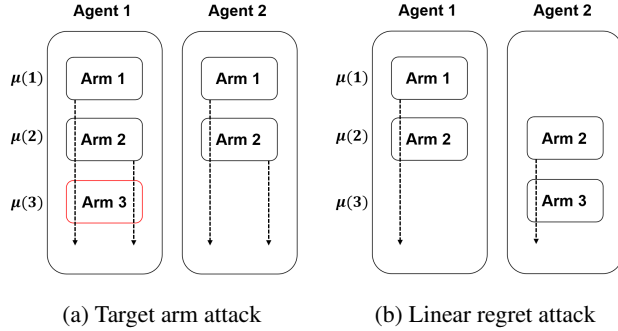 Agent 1 Agent 2 Agent 1 Agent 2
μ(1) Arm 1 Arm 1 μ(1) Arm 1
μ(2) Arm 2 Arm 2 μ(2) Arm 2 Arm 2
μ(3) Arm 3 μ(3) Arm 3
(a) Target arm attack (b) Linear regret attack